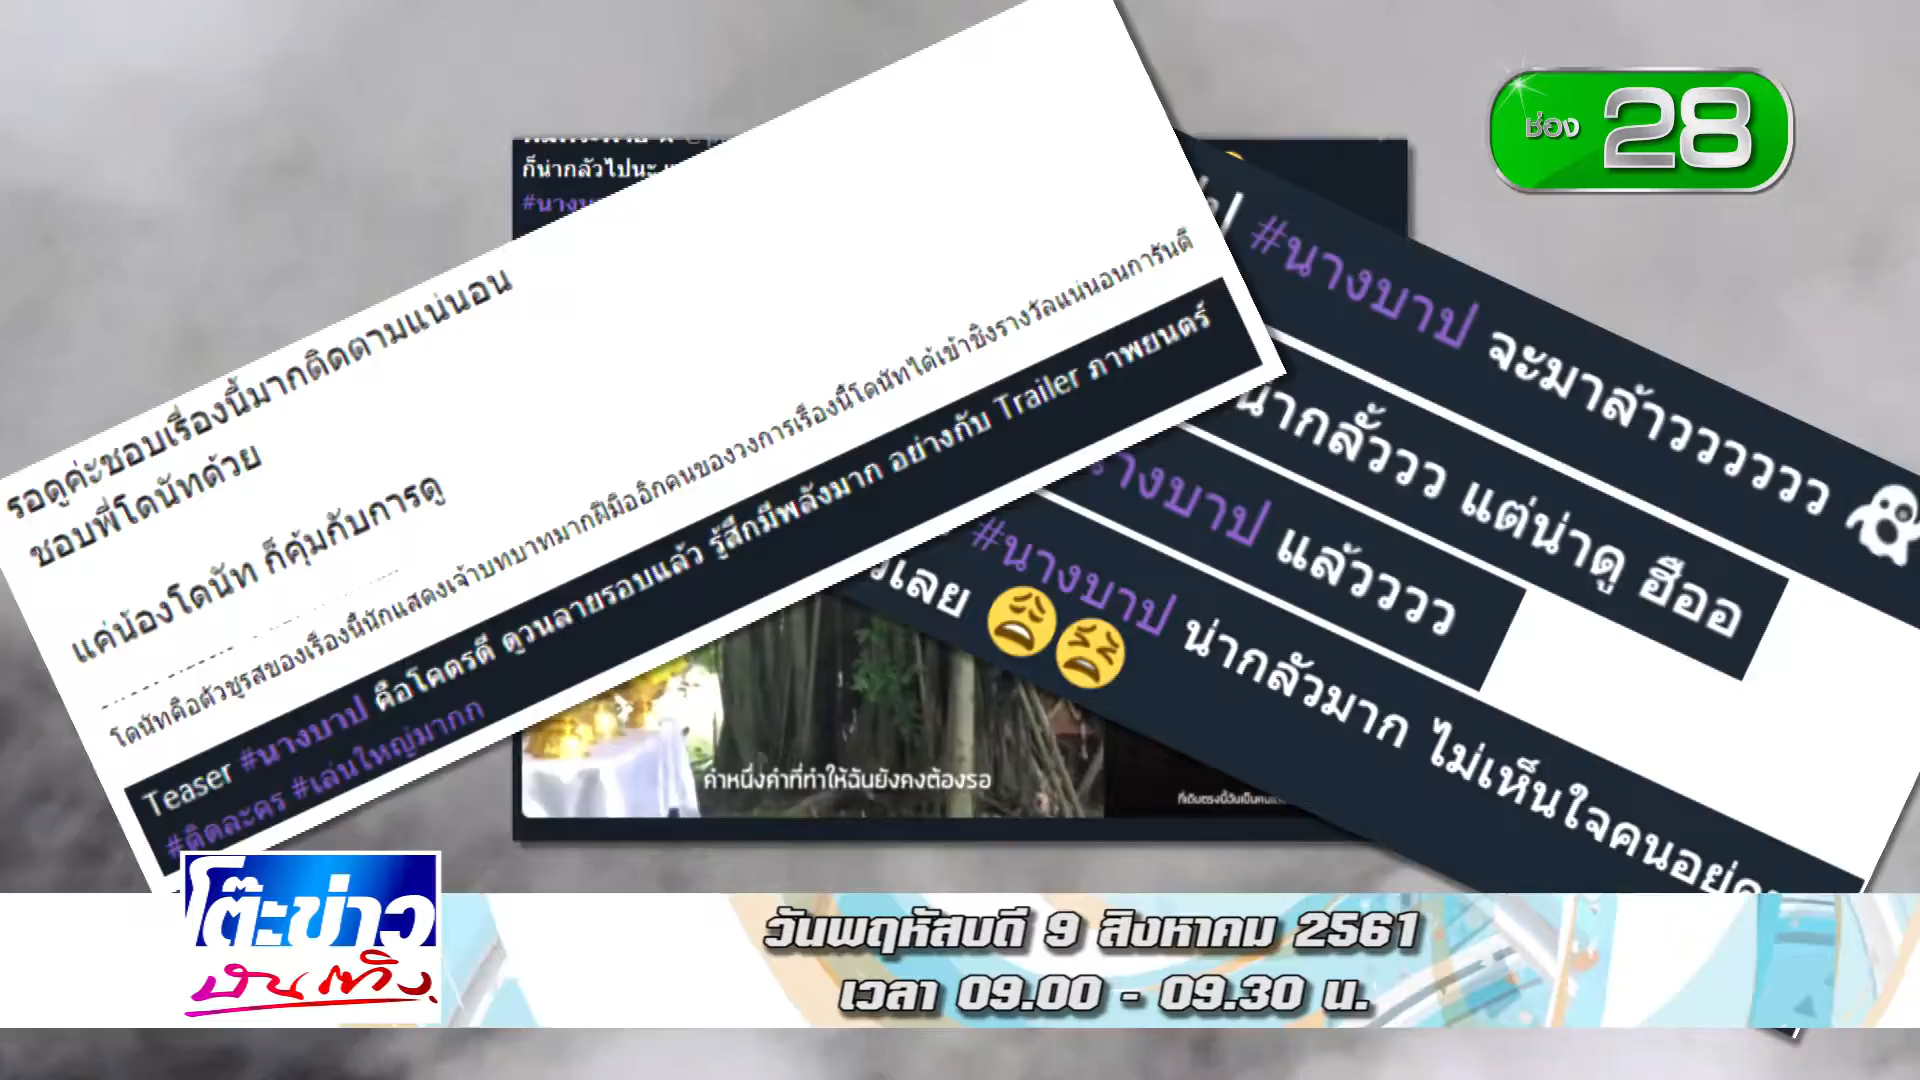 ช่อง 28
ก็น่ากลัวไปนะ
#นางบ
รอดูค่ะชอบเรื่องนี้มากติดตามแน่นอน
ชอบพี่โดนัทด้วย
แค่น้องโดนัท ก็คุ้มกับการดู
โดนัทคือตัวชูรสของเรื่องนี้นักแสดงเจ้าบทบาทมากฝีมืออีกคนของวงการเรื่องนี้โดนัทได้เข้าชิงรางวัลแน่นอนการันตี
Teaser #นางบาป คือโคตรดี ดูวนลายรอบแล้ว รู้สึกมีพลังมาก อย่างกับ Trailer ภาพยนตร์
#ติดละคร #เล่นใหญ่มากก
#นางบาป จะมาล้าวววววว 👻
น่ากลั้ววว แต่น่าดู ฮืออ
นางบาป แล้วววว
#นางบาป น่ากลัวมาก ไม่เห็นใจคนอยู่
เลย 😩😫
คำหนึ่งคำที่ทำให้ฉันยังคงต้องรอ
โต๊ะข่าว
บันเทิง
วันพฤหัสบดี 9 สิงหาคม 2561
เวลา 09.00 - 09.30 น.